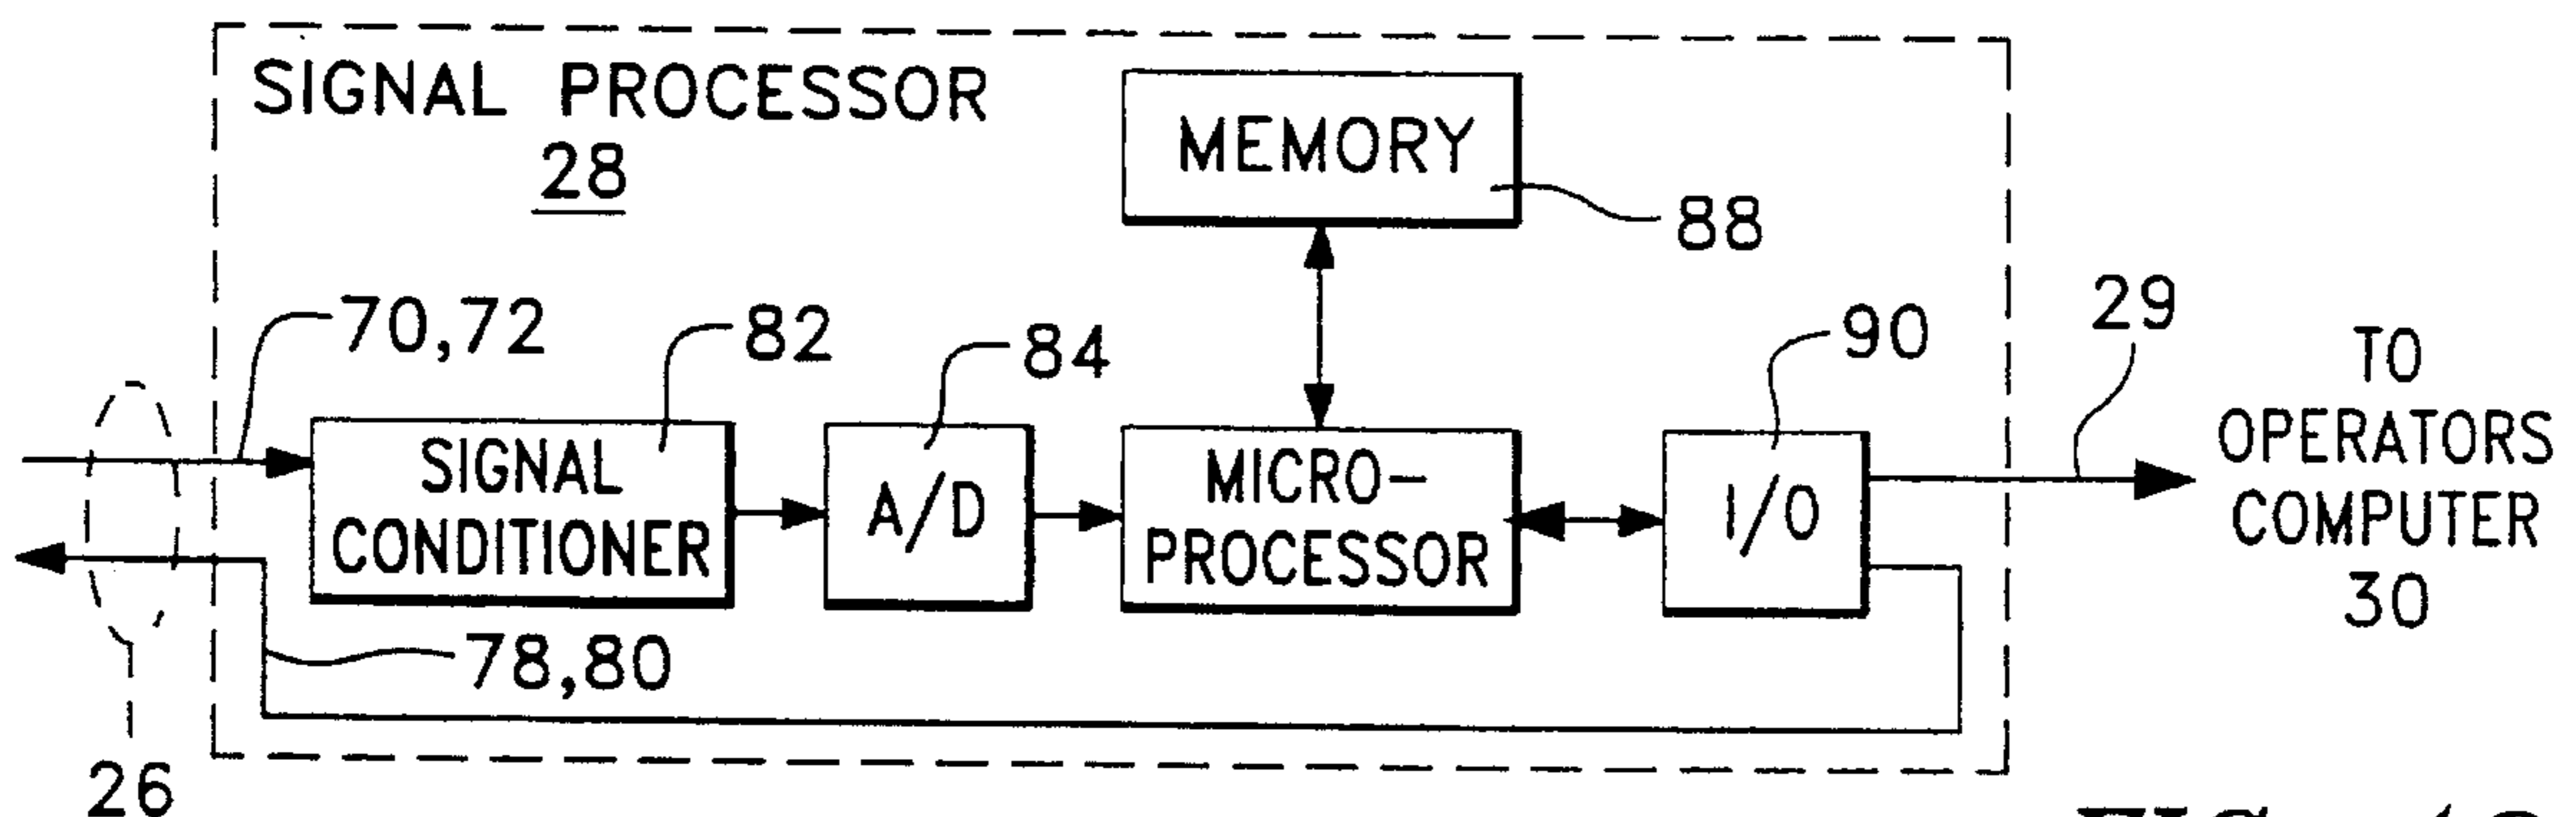 SIGNAL PROCESSOR
28
MEMORY
88
70,72
82
84
90
29
TO
OPERATORS
COMPUTER
30
SIGNAL
CONDITIONER
A/D
MICRO-
PROCESSOR
I/O
78,80
26